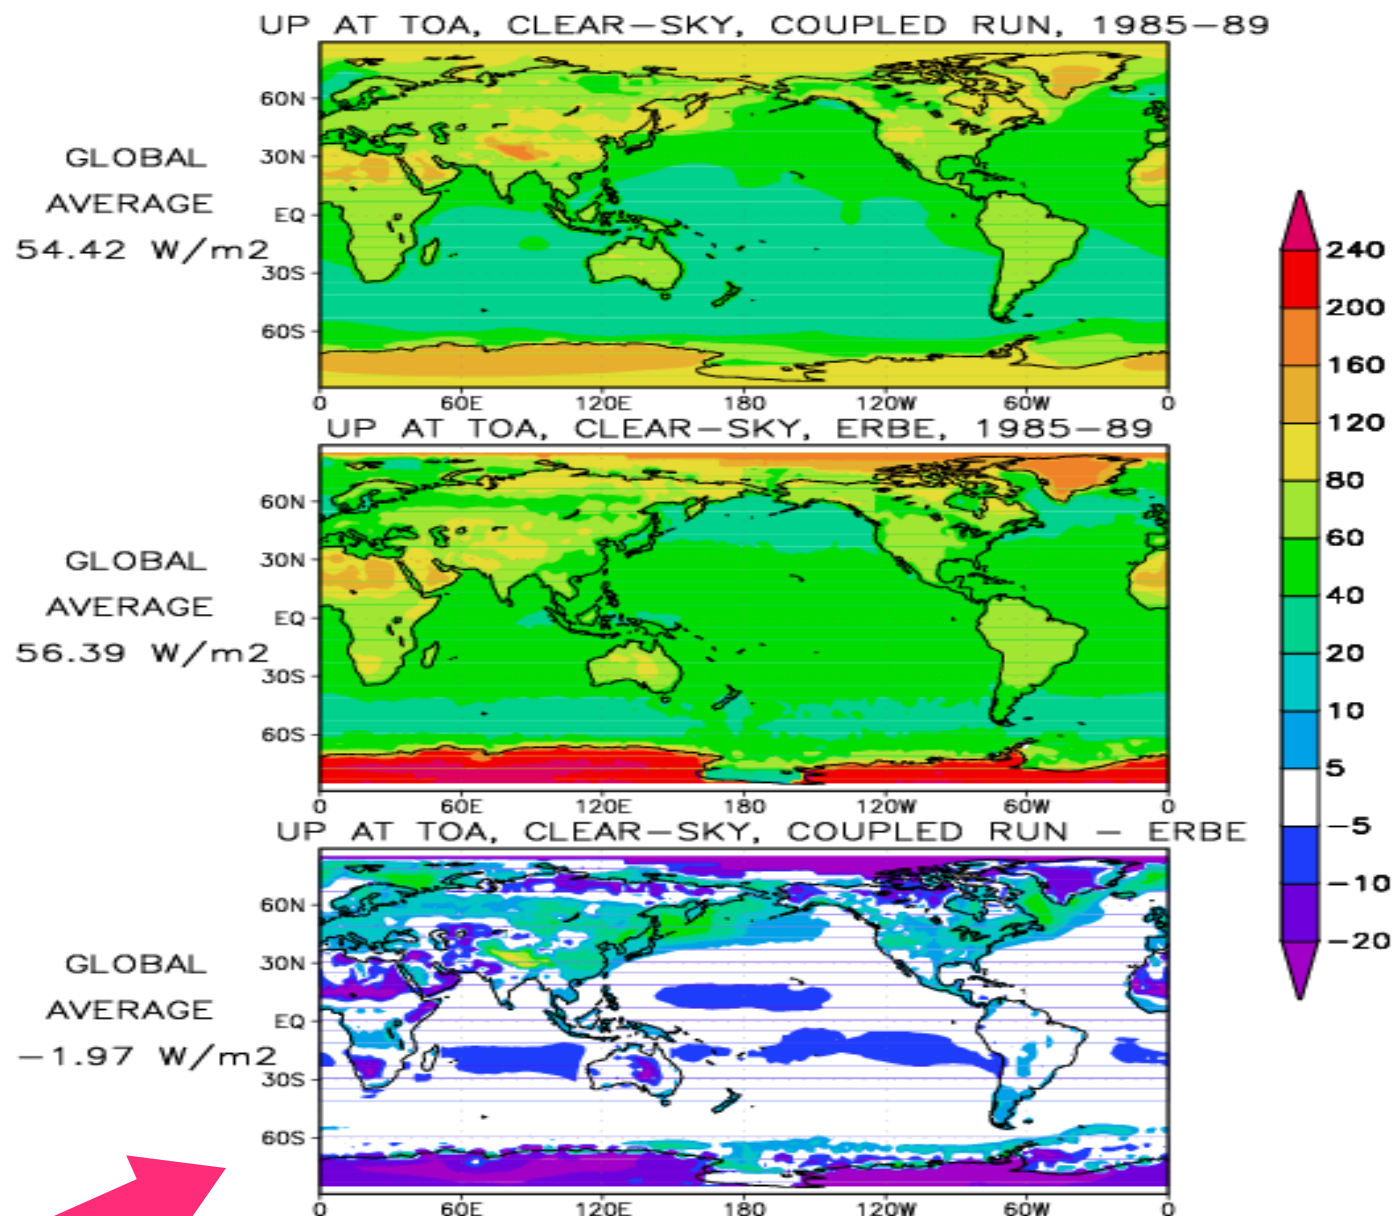 UP AT TOA, CLEAR-SKY, COUPLED RUN, 1985-89
GLOBAL
AVERAGE
54.42 W/m2
60N
30N
EQ
30S
60S
0 60E 120E 180 120W 60W 0
UP AT TOA, CLEAR-SKY, ERBE, 1985-89
GLOBAL
AVERAGE
56.39 W/m2
60N
30N
EQ
30S
60S
0 60E 120E 180 120W 60W 0
UP AT TOA, CLEAR-SKY, COUPLED RUN - ERBE
GLOBAL
AVERAGE
-1.97 W/m2
60N
30N
EQ
30S
60S
0 60E 120E 180 120W 60W 0
240
200
160
120
80
60
40
20
10
5
-5
-10
-20